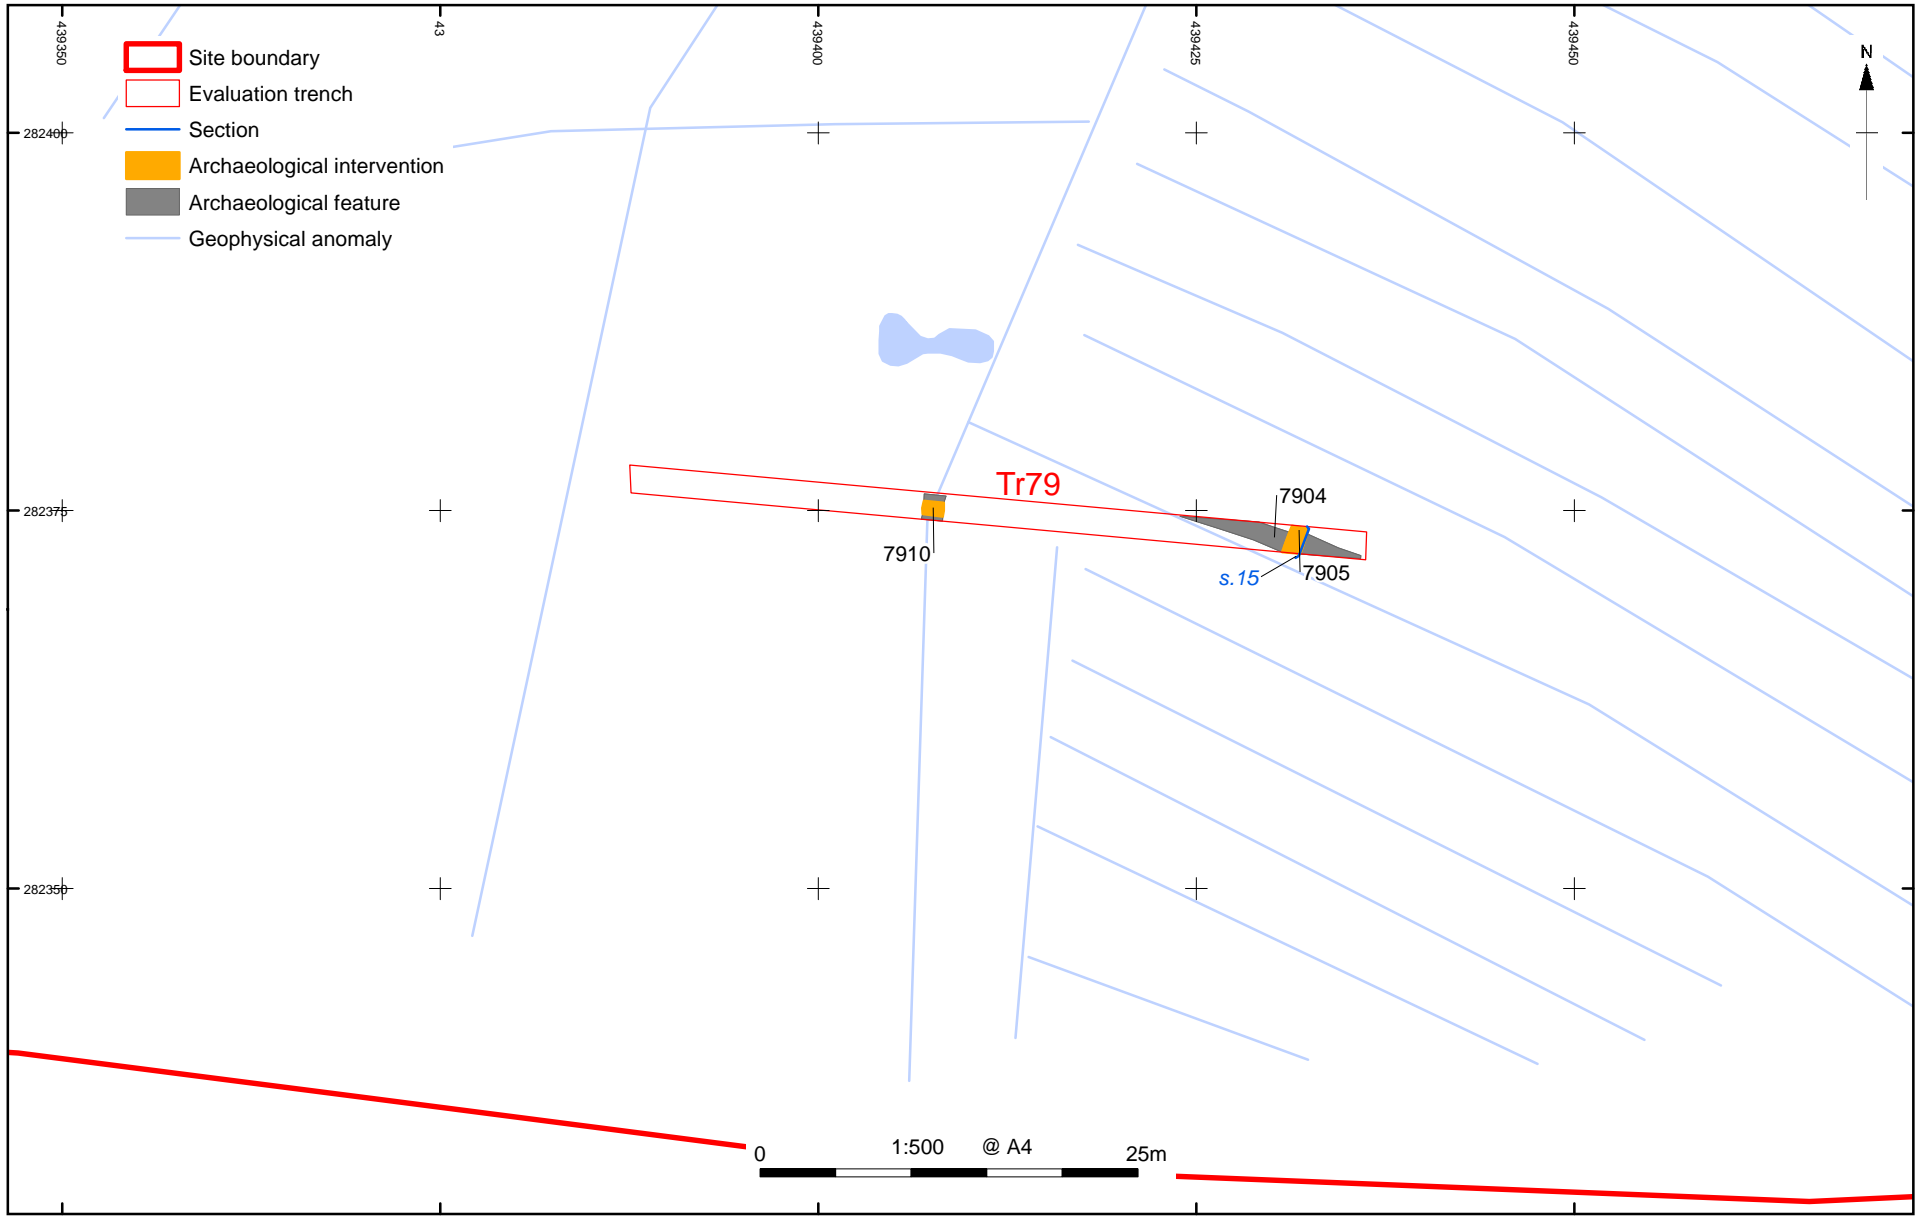 439350
43
439400
439425
439450
N
Site boundary
Evaluation trench
Section
Archaeological intervention
Archaeological feature
Geophysical anomaly
282400
282375
282350
Tr79
7904
7910
s.15
7905
0
1:500 @ A4
25m